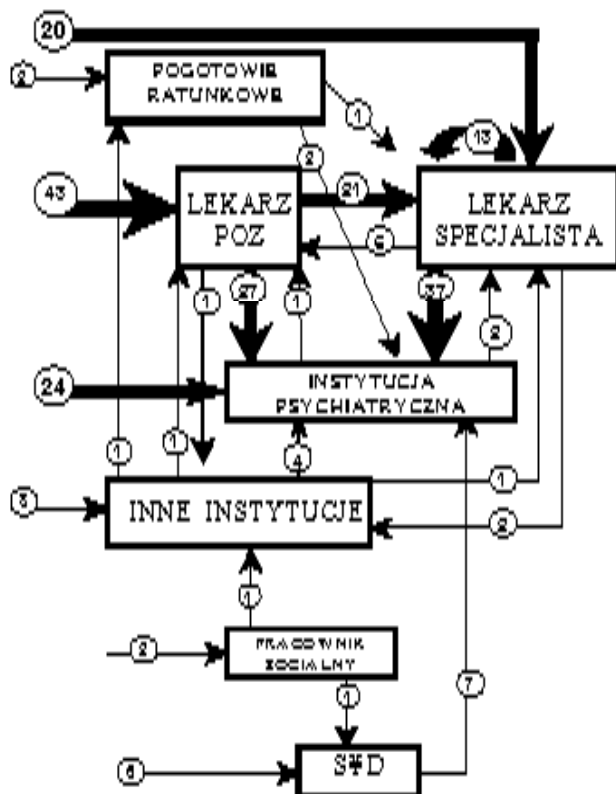 20
2
POGOTOWIE
RATUNKOWE
1
13
2
43
LEKARZ
POZ
21
LEKARZ
SPECJALISTA
6
1
27
1
37
2
24
INSTYTUCJA
PSYCHIATRYCZNA
1
1
4
1
3
INNE INSTYTUCJE
2
1
2
PRACOWNIK
SOCJALNY
7
1
6
S¥D